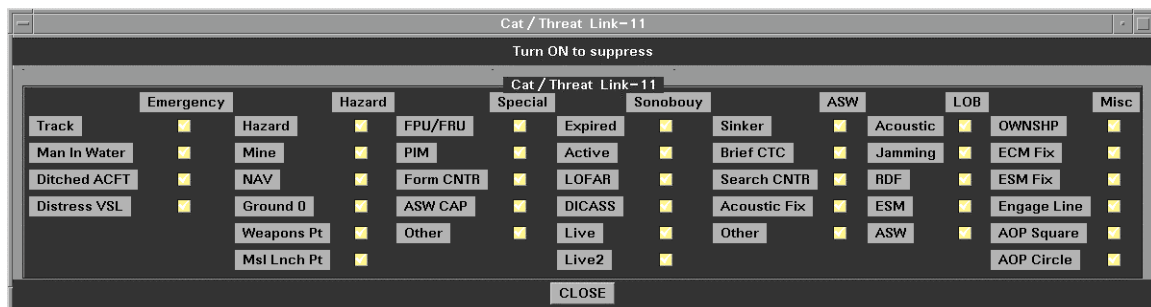 Cat / Threat Link-11
Turn ON to suppress
Cat / Threat Link-11
Emergency Hazard Special Sonobouy ASW LOB Misc
Track Hazard FPU/FRU Expired Sinker Acoustic OWNSHP
Man In Water Mine PIM Active Brief CTC Jamming ECM Fix
Ditched ACFT NAV Form CNTR LOFAR Search CNTR RDF ESM Fix
Distress VSL Ground 0 ASW CAP DICASS Acoustic Fix ESM Engage Line
Weapons Pt Other Live Other ASW AOP Square
Msl Lnch Pt Live2 AOP Circle
CLOSE